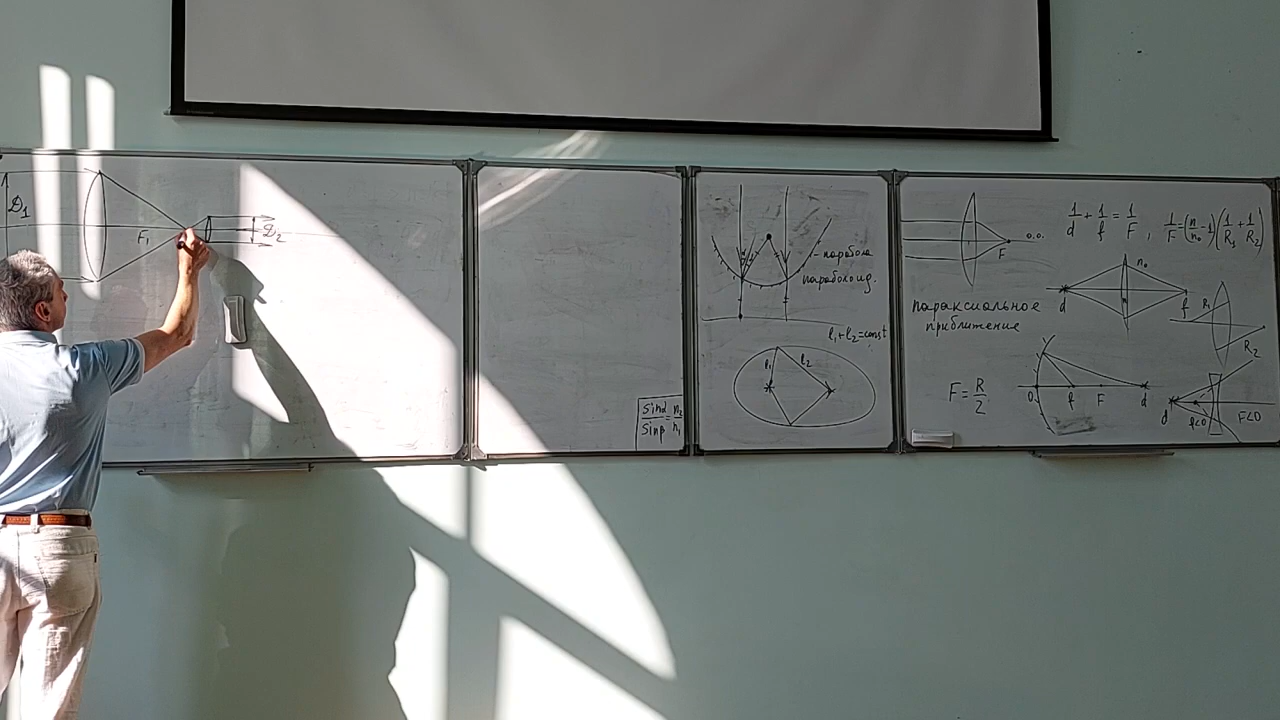 D₁
F₁
D₂
sinα/sinβ = n₂/n₁
- парабола
параболоид.
l₁+l₂=const
l₁
l₂
F
о.о.
1/d + 1/f = 1/F , 1/F = (n/n₀ - 1)(1/R₁ + 1/R₂)
параксиальное
приближение
d
n₀
n
f
R₁
R₂
F = R/2
O
f
F
d
d
f<0
F<0